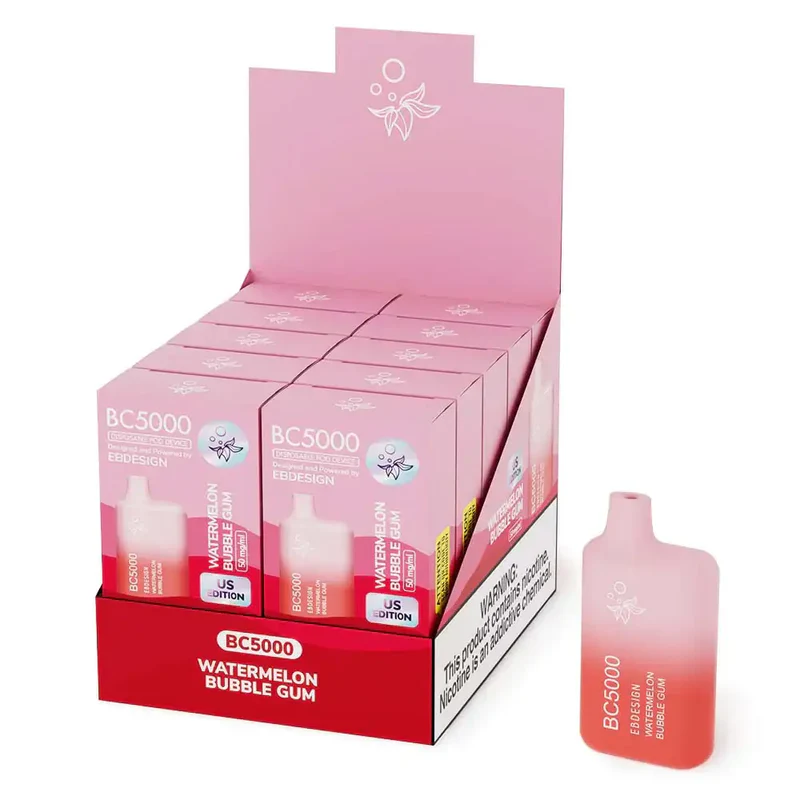 BC5000
DISPOSABLE POD DEVICE
Designed and Powered by
EBDESIGN
WATERMELON
BUBBLE GUM
50 mg/ml
US
EDITION
BC5000
EBDESIGN
WATERMELON
BUBBLE GUM
BC5000
DISPOSABLE POD DEVICE
Designed and Powered by
EBDESIGN
WATERMELON
BUBBLE GUM
50 mg/ml
US
EDITION
BC5000
EBDESIGN
WATERMELON
BUBBLE GUM
BC5000
WATERMELON
BUBBLE GUM
US
EDITION
WATERMELON
BUBBLE GUM
WARNING:
This product contains nicotine.
Nicotine is an addictive chemical.
BC5000
EBDESIGN
WATERMELON
BUBBLE GUM